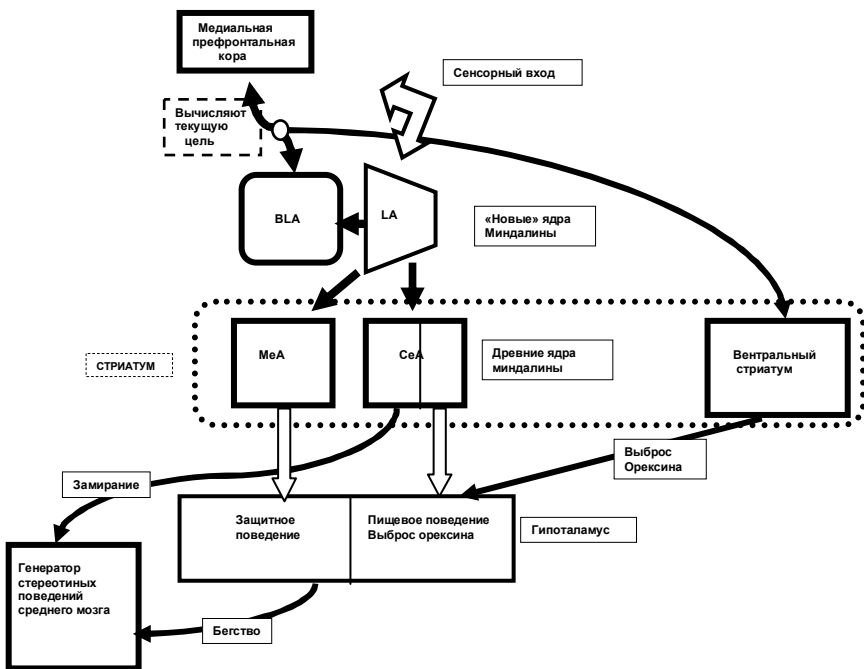 Медиальная
префронтальная
кора
Сенсорный вход
Вычисляют
текущую
цель
BLA
LA
«Новые» ядра
Миндалины
СТРИАТУМ
MeA
CeA
Древние ядра
миндалины
Вентральный
стриатум
Выброс
Орексина
Замирание
Защитное
поведение
Пищевое поведение
Выброс орексина
Гипоталамус
Генератор
стереотиных
поведений
среднего мозга
Бегство